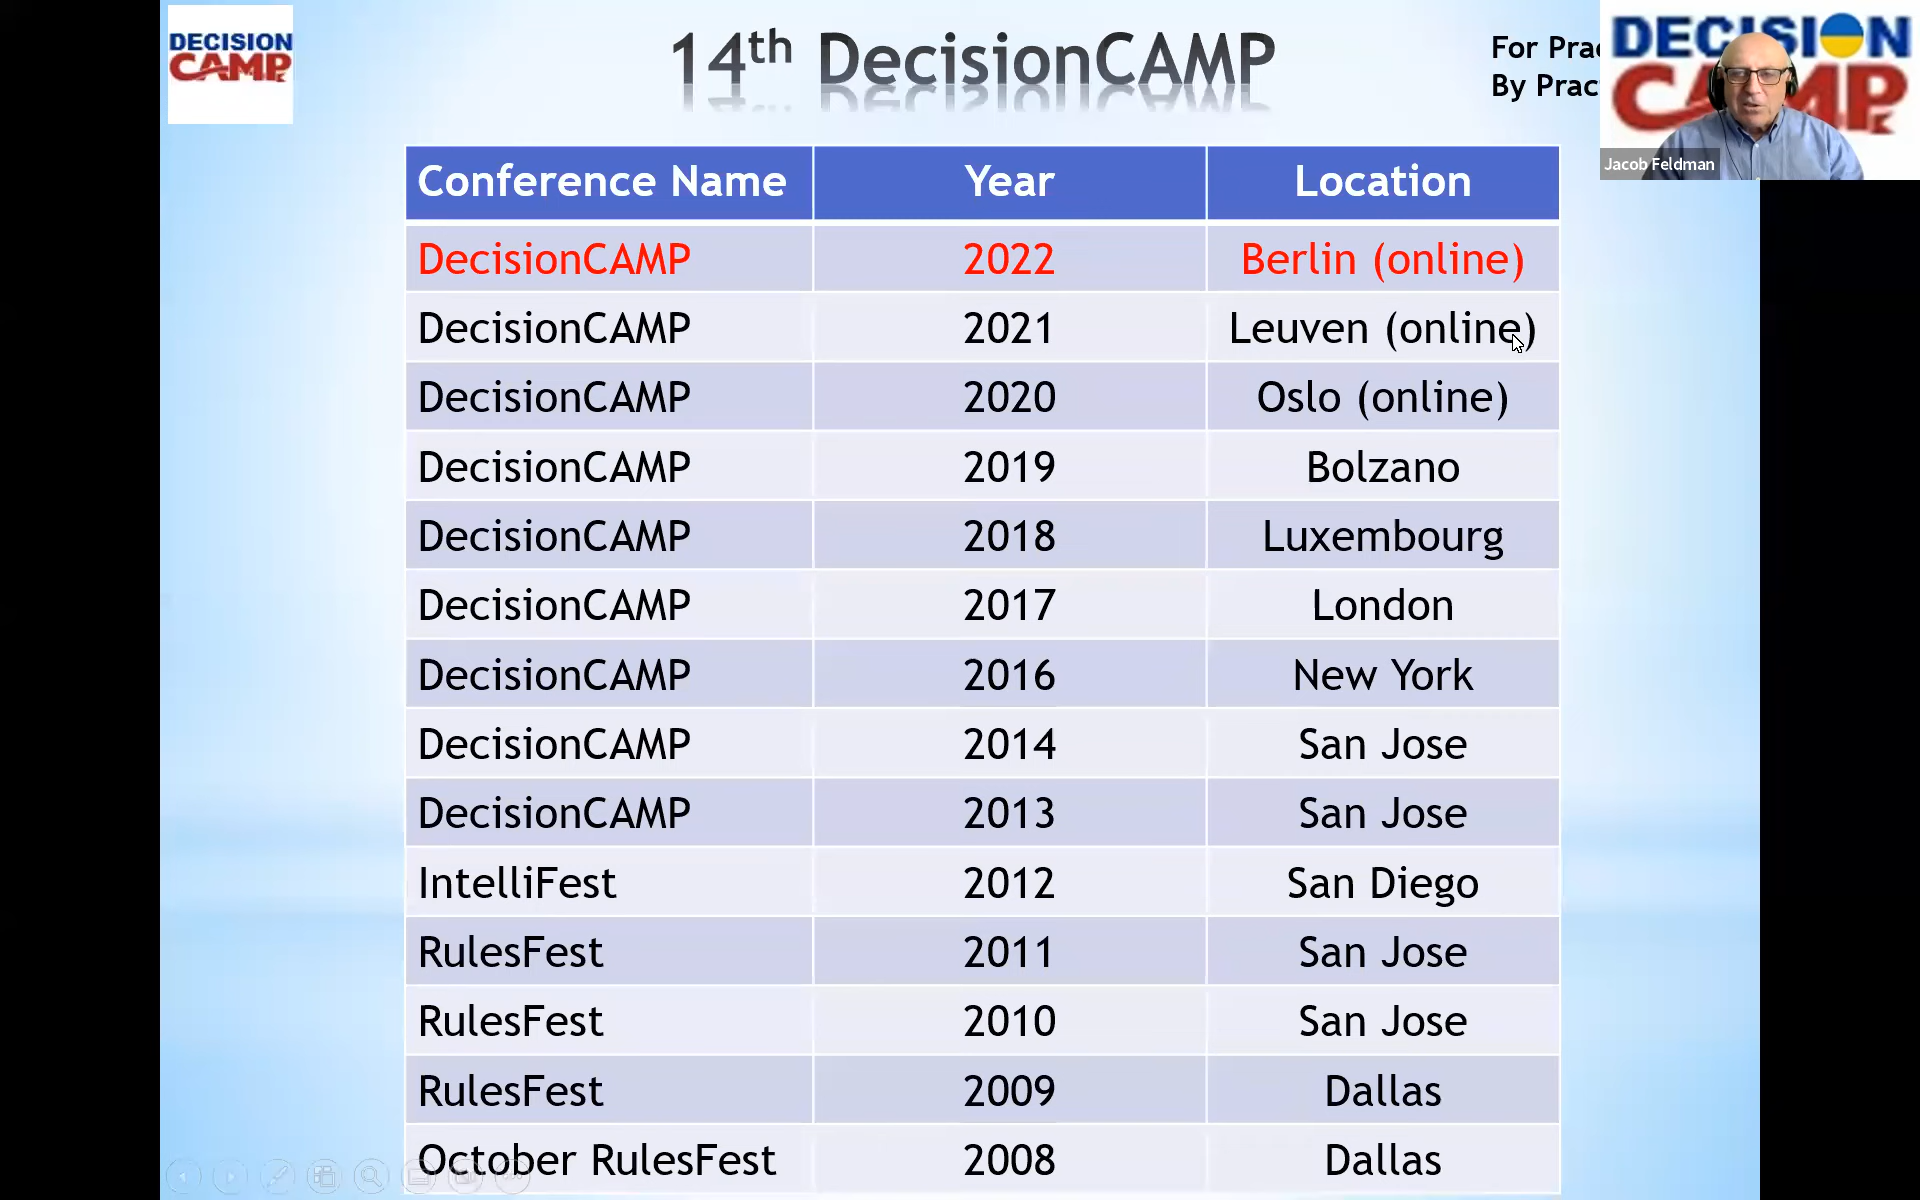 DECISION
CAMP
14th DecisionCAMP
For Prac
By Prac
DECISION
CAMP
Jacob Feldman
Conference Name Year Location
DecisionCAMP 2022 Berlin (online)
DecisionCAMP 2021 Leuven (online)
DecisionCAMP 2020 Oslo (online)
DecisionCAMP 2019 Bolzano
DecisionCAMP 2018 Luxembourg
DecisionCAMP 2017 London
DecisionCAMP 2016 New York
DecisionCAMP 2014 San Jose
DecisionCAMP 2013 San Jose
IntelliFest 2012 San Diego
RulesFest 2011 San Jose
RulesFest 2010 San Jose
RulesFest 2009 Dallas
October RulesFest 2008 Dallas